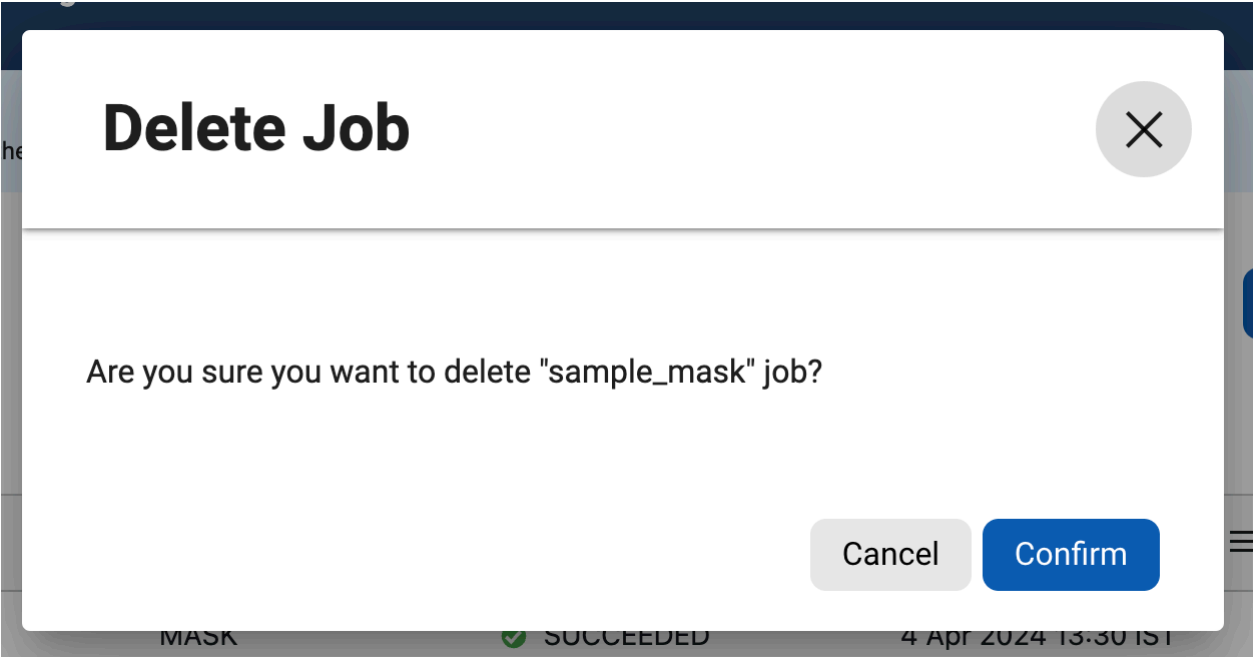 Delete Job
he
Are you sure you want to delete "sample_mask" job?
Cancel Confirm
MASK SUCCEEDED 4 Apr 2024 13:30 IST